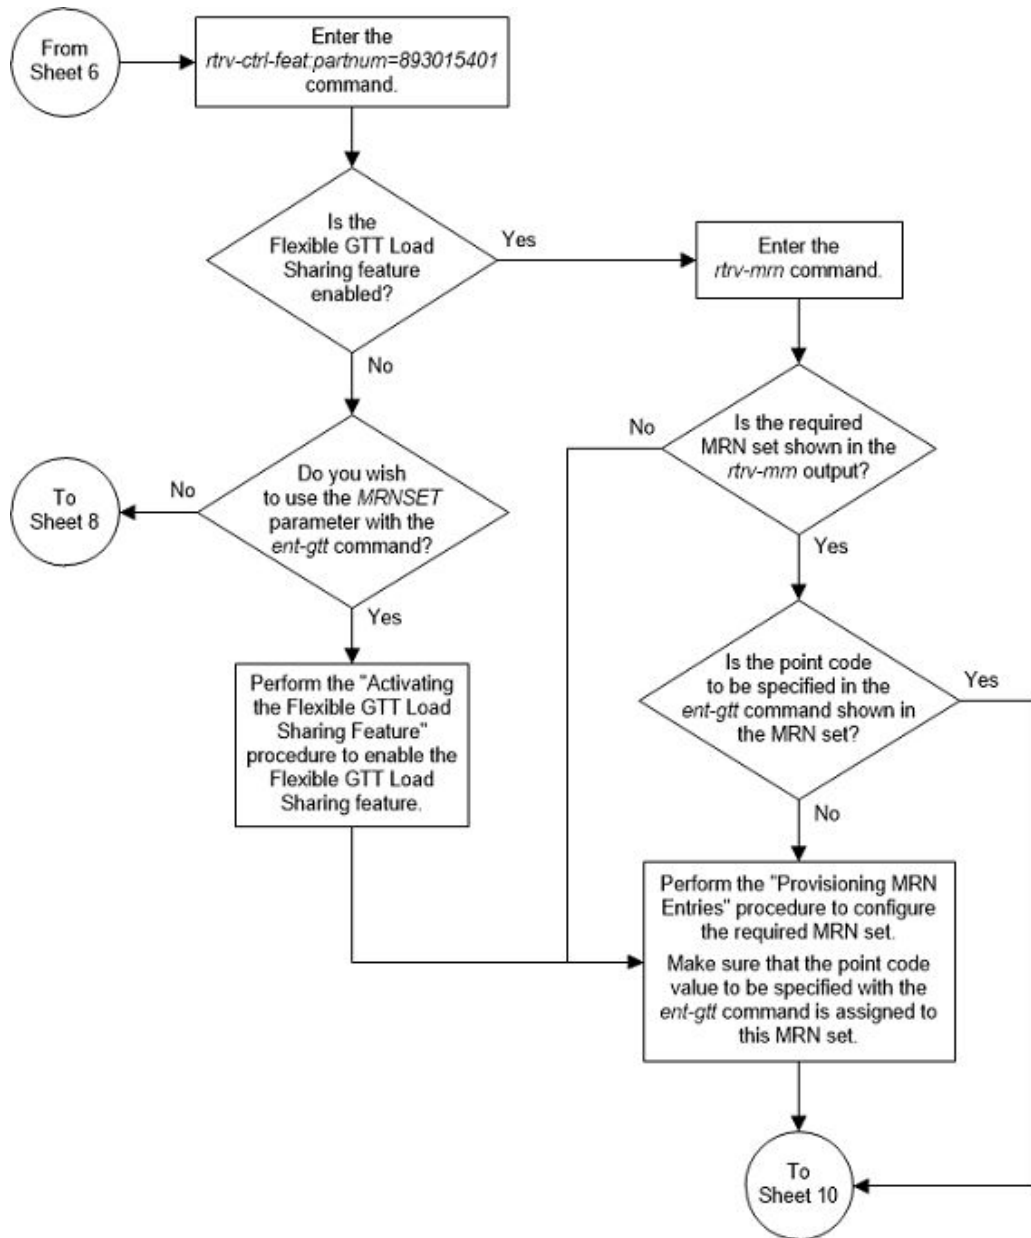 From
Sheet 6
Enter the
rtrv-ctrl-feat:partnum=893015401
command.
Is the
Flexible GTT Load
Sharing feature
enabled?
Yes
Enter the
rtrv-mrn command.
No
Is the required
MRN set shown in the
rtrv-mrn output?
No
Yes
Do you wish
to use the MRNSET
parameter with the
ent-gtt command?
No
To
Sheet 8
Yes
Perform the "Activating
the Flexible GTT Load
Sharing Feature"
procedure to enable the
Flexible GTT Load
Sharing feature.
Is the point code
to be specified in the
ent-gtt command shown in
the MRN set?
Yes
No
Perform the "Provisioning MRN
Entries" procedure to configure
the required MRN set.
Make sure that the point code
value to be specified with the
ent-gtt command is assigned to
this MRN set.
To
Sheet 10